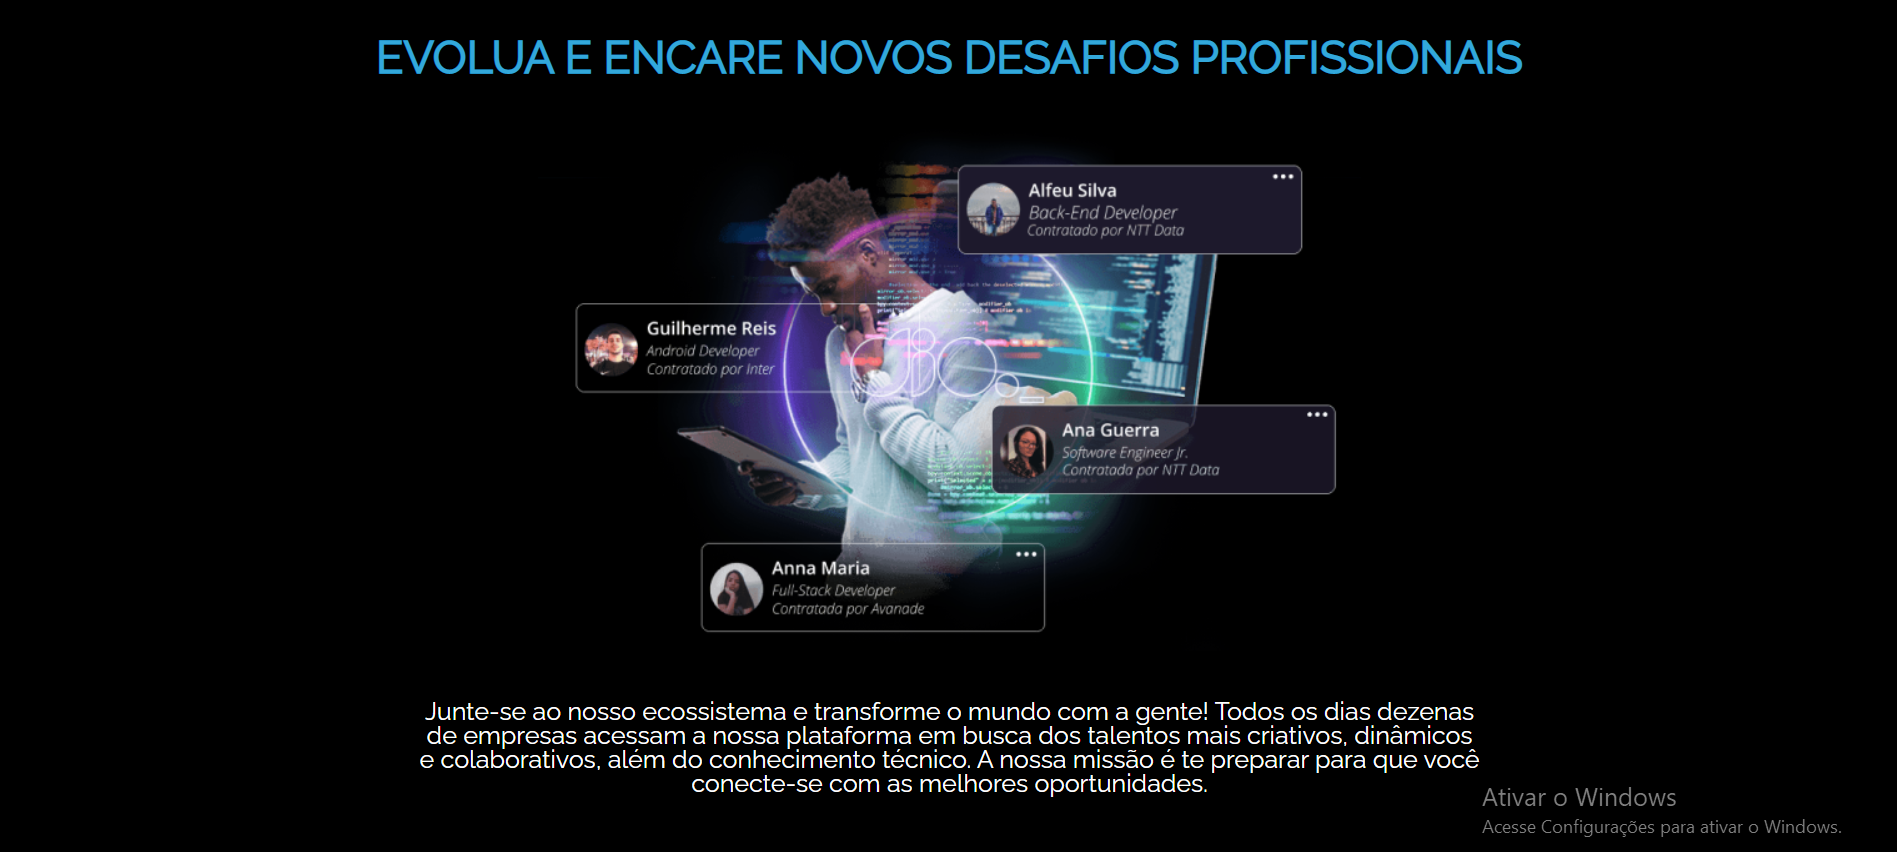 EVOLUA E ENCARE NOVOS DESAFIOS PROFISSIONAIS
Alfeu Silva
Back-End Developer
Contratado por NTT Data
Guilherme Reis
Android Developer
Contratado por Inter
dio.
Ana Guerra
Software Engineer Jr.
Contratada por NTT Data
Anna Maria
Full-Stack Developer
Contratada por Avanade
Junte-se ao nosso ecossistema e transforme o mundo com a gente! Todos os dias dezenas
de empresas acessam a nossa plataforma em busca dos talentos mais criativos, dinâmicos
e colaborativos, além do conhecimento técnico. A nossa missão é te preparar para que você
conecte-se com as melhores oportunidades.
Ativar o Windows
Acesse Configurações para ativar o Windows.